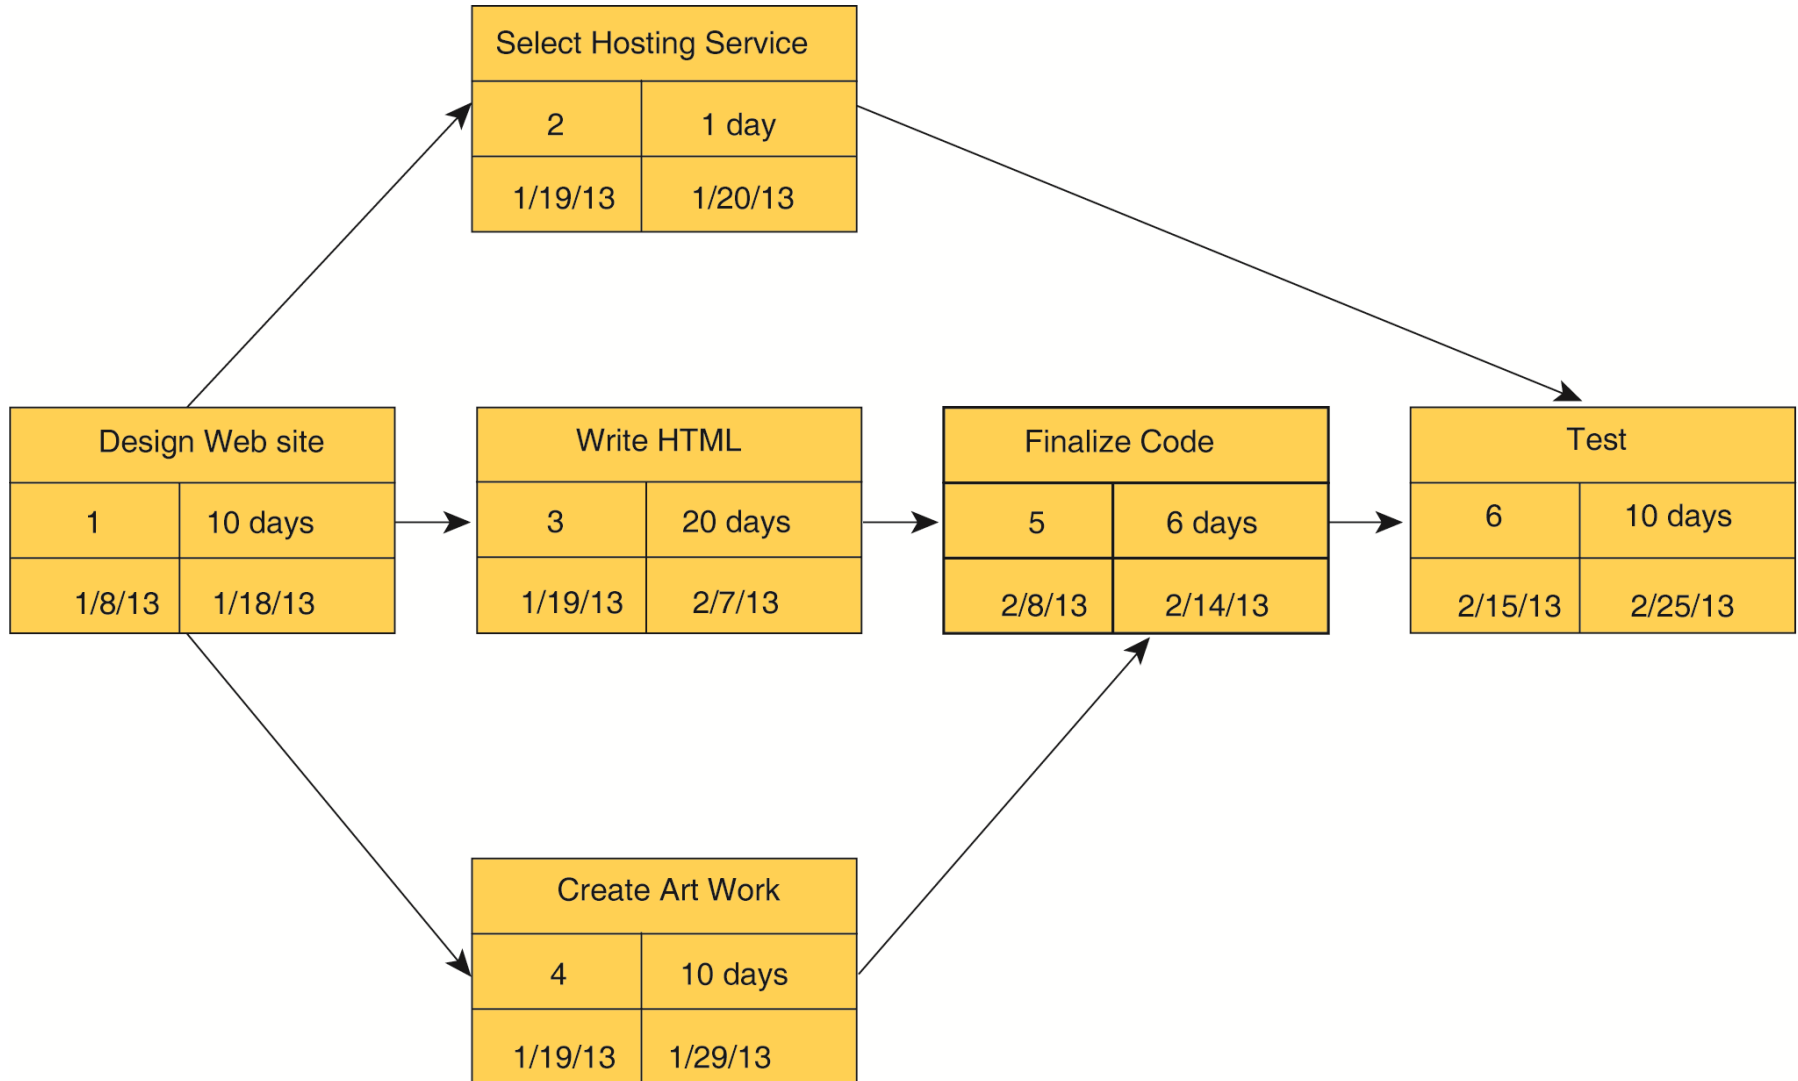 Select Hosting Service
2 1 day
1/19/13 1/20/13
Design Web site
1 10 days
1/8/13 1/18/13
Write HTML
3 20 days
1/19/13 2/7/13
Finalize Code
5 6 days
2/8/13 2/14/13
Test
6 10 days
2/15/13 2/25/13
Create Art Work
4 10 days
1/19/13 1/29/13